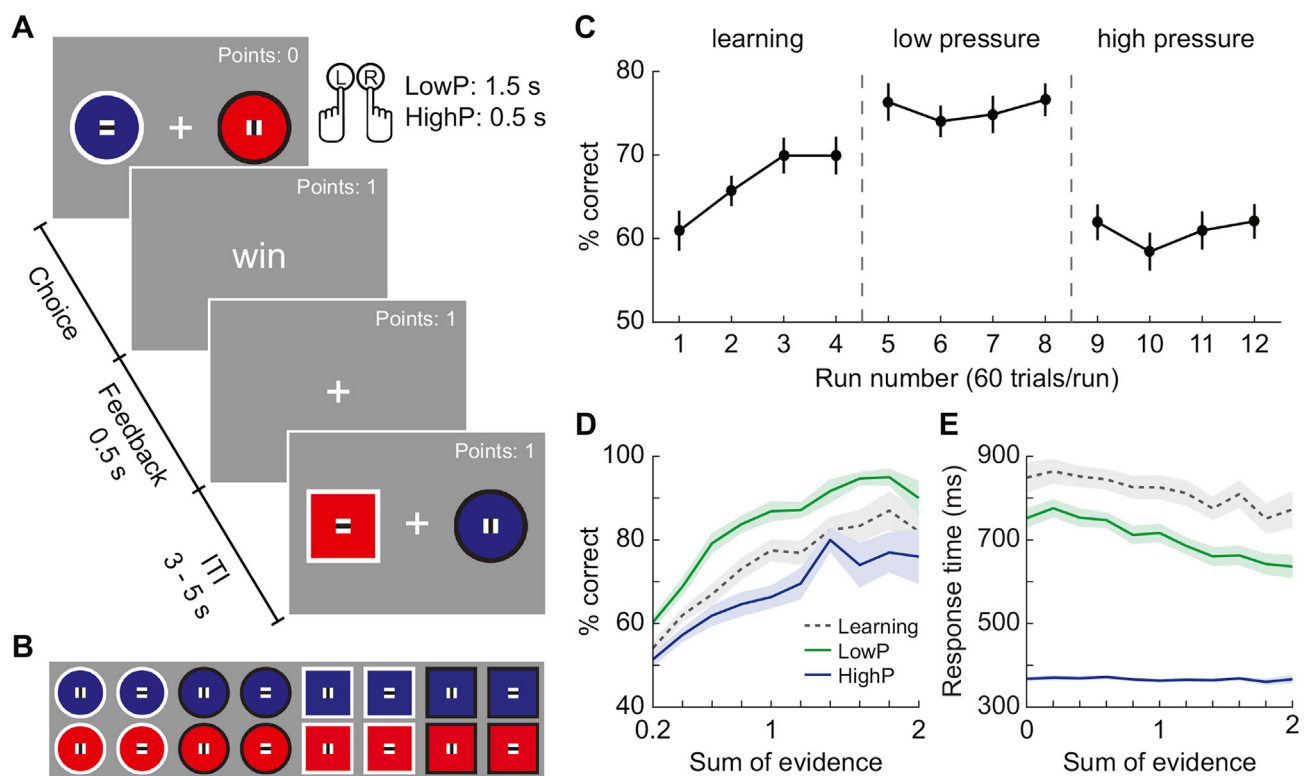 A
Points: 0
L R
LowP: 1.5 s
HighP: 0.5 s
Points: 1
win
Points: 1
Points: 1
Choice
Feedback
0.5 s
ITI
3 - 5 s
B
C
learning
low pressure
high pressure
% correct
80
70
60
50
1 2 3 4 5 6 7 8 9 10 11 12
Run number (60 trials/run)
D
% correct
100
80
60
40
Learning
LowP
HighP
0.2 1 2
Sum of evidence
E
Response time (ms)
900
700
450
300
0 1 2
Sum of evidence